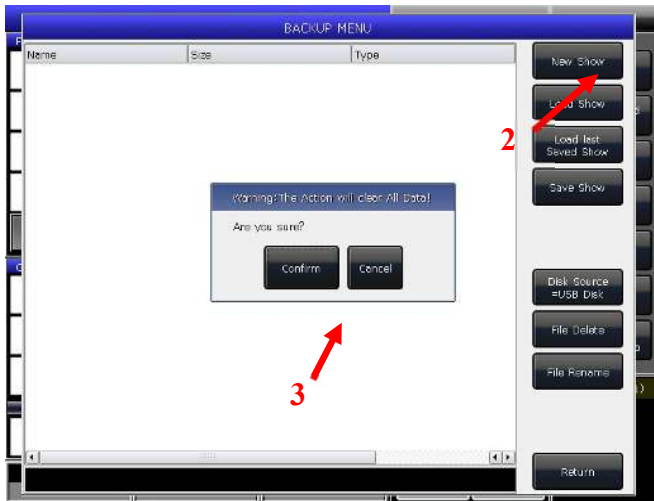 BACKUP MENU
Name Size Type
New Show
Load Show
2
Load last
Saved Show
Save Show
Warning!The Action will clear All Data!
Are you sure?
Confirm Cancel
Disk Source
=USB Disk
File Delete
3
File Rename
Return